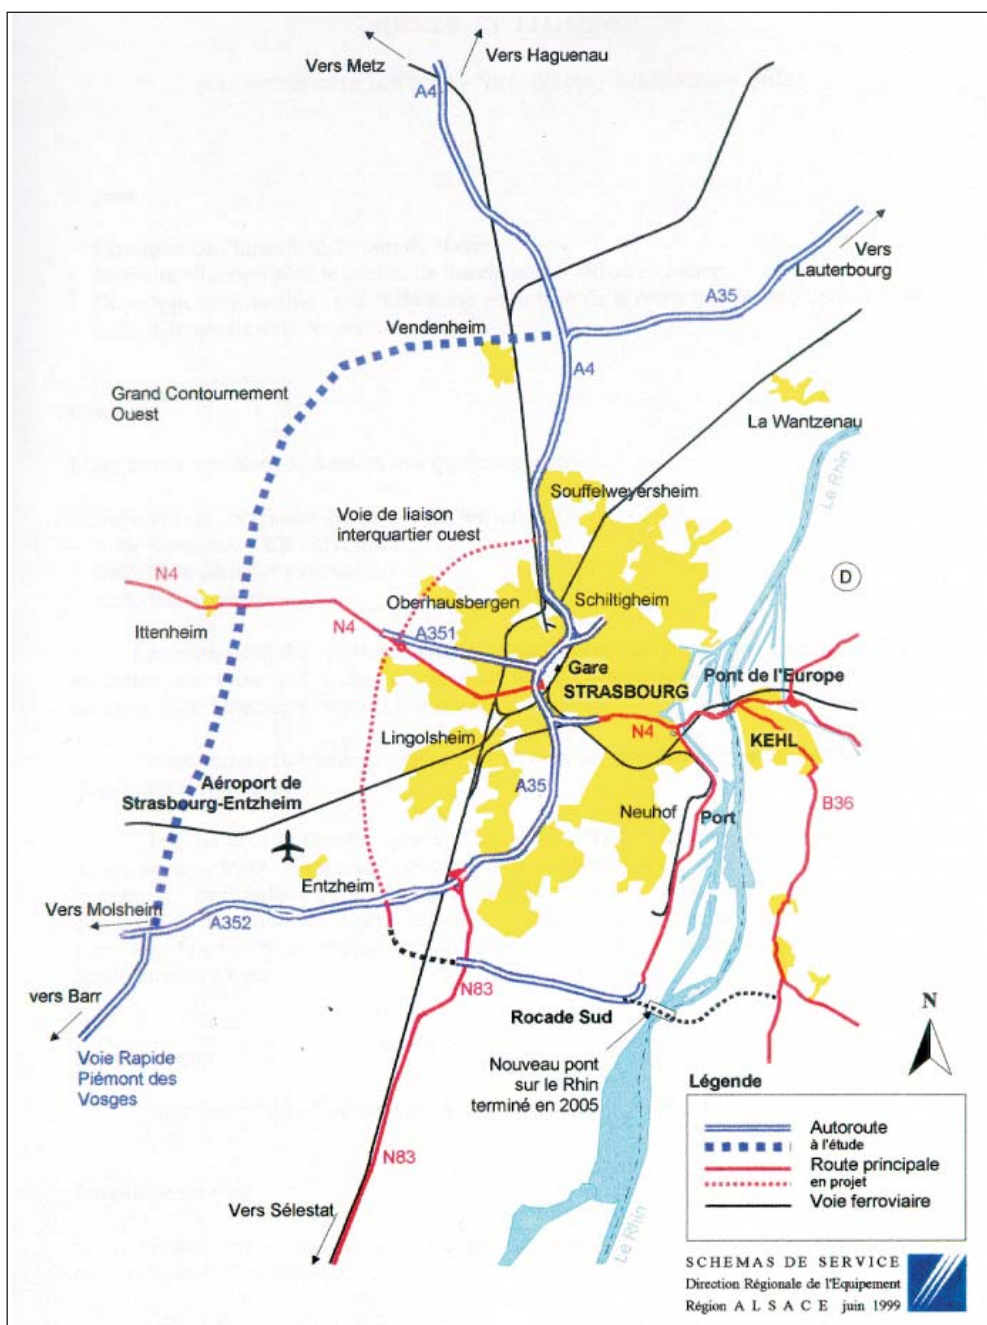 Vers Haguenau
Vers Metz
A4
Vers
Lauterbourg
A35
Vendenheim
A4
Grand Contournement
Ouest
La Wantzenau
Le Rhin
Souffelweyersheim
Voie de liaison
interquartier ouest
D
N4
Oberhausbergen
Schiltigheim
Ittenheim
N4
A351
Gare
STRASBOURG
Pont de l'Europe
N4
KEHL
Lingolsheim
Aéroport de
Strasbourg-Entzheim
A35
Neuhof
Port
B36
Entzheim
Vers Molsheim
A352
N83
vers Barr
Rocade Sud
N
Voie Rapide
Piémont des
Vosges
Nouveau pont
sur le Rhin
terminé en 2005
Légende
Autoroute
à l'étude
Route principale
en projet
Voie ferroviaire
N83
Vers Sélestat
Le Rhin
SCHEMAS DE SERVICE
Direction Régionale de l'Equipement
Région ALSACE juin 1999